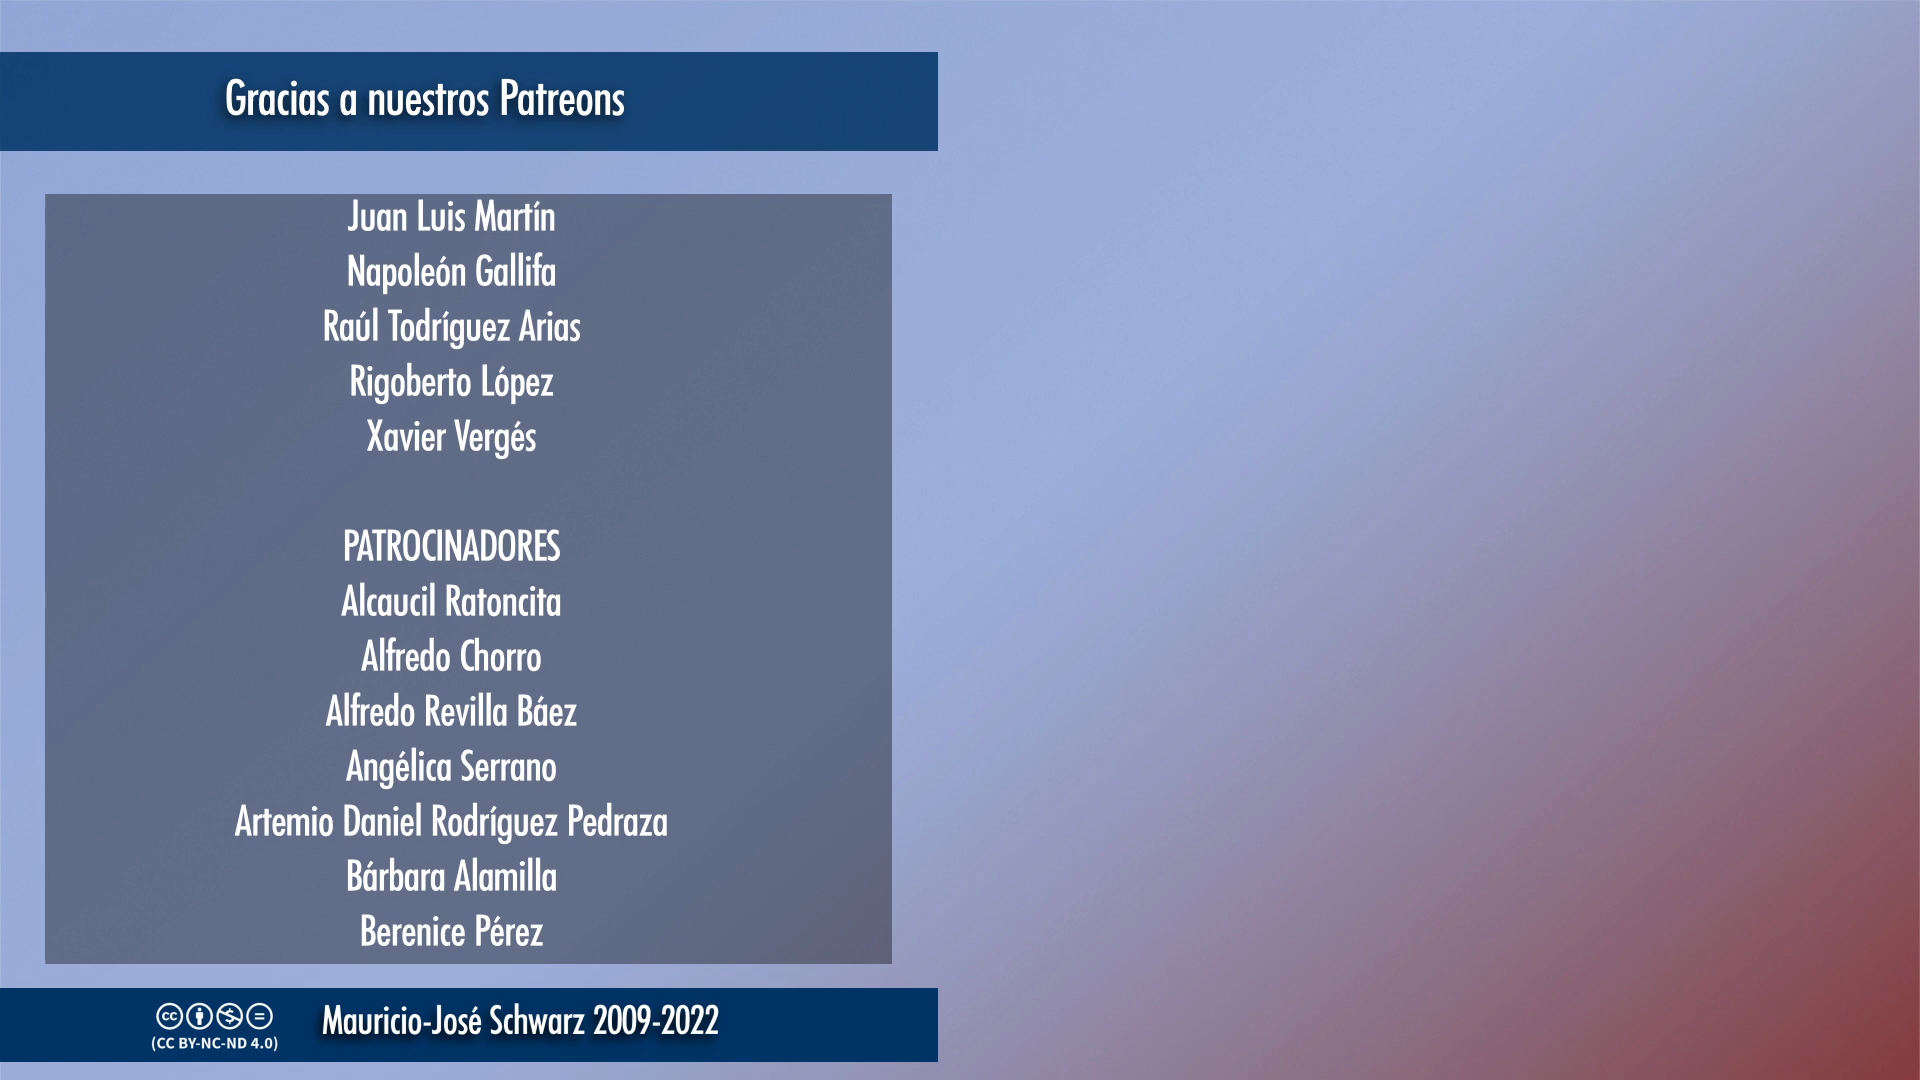 Gracias a nuestros Patreons
Juan Luis Martín
Napoleón Gallifa
Raúl Todríguez Arias
Rigoberto López
Xavier Vergés
PATROCINADORES
Alcaucil Ratoncita
Alfredo Chorro
Alfredo Revilla Báez
Angélica Serrano
Artemio Daniel Rodríguez Pedraza
Bárbara Alamilla
Berenice Pérez
(CC BY-NC-ND 4.0)
Mauricio-José Schwarz 2009-2022